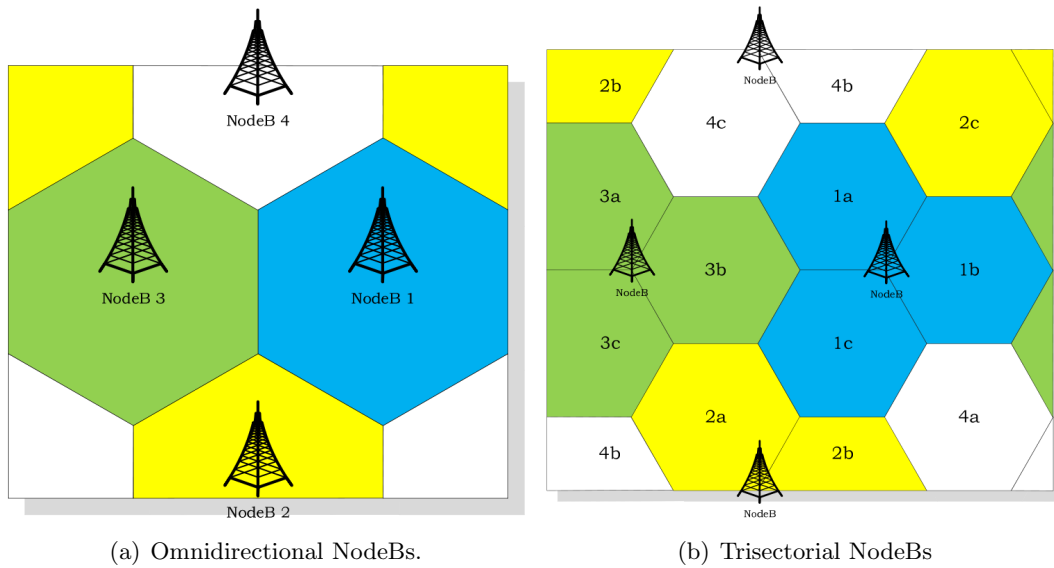 NodeB 4
NodeB 3
NodeB 1
NodeB 2
(a) Omnidirectional NodeBs.
NodeB
2b
4b
4c
2c
3a
1a
3b
1b
NodeB
NodeB
3c
1c
2a
4a
4b
2b
NodeB
(b) Trisectorial NodeBs